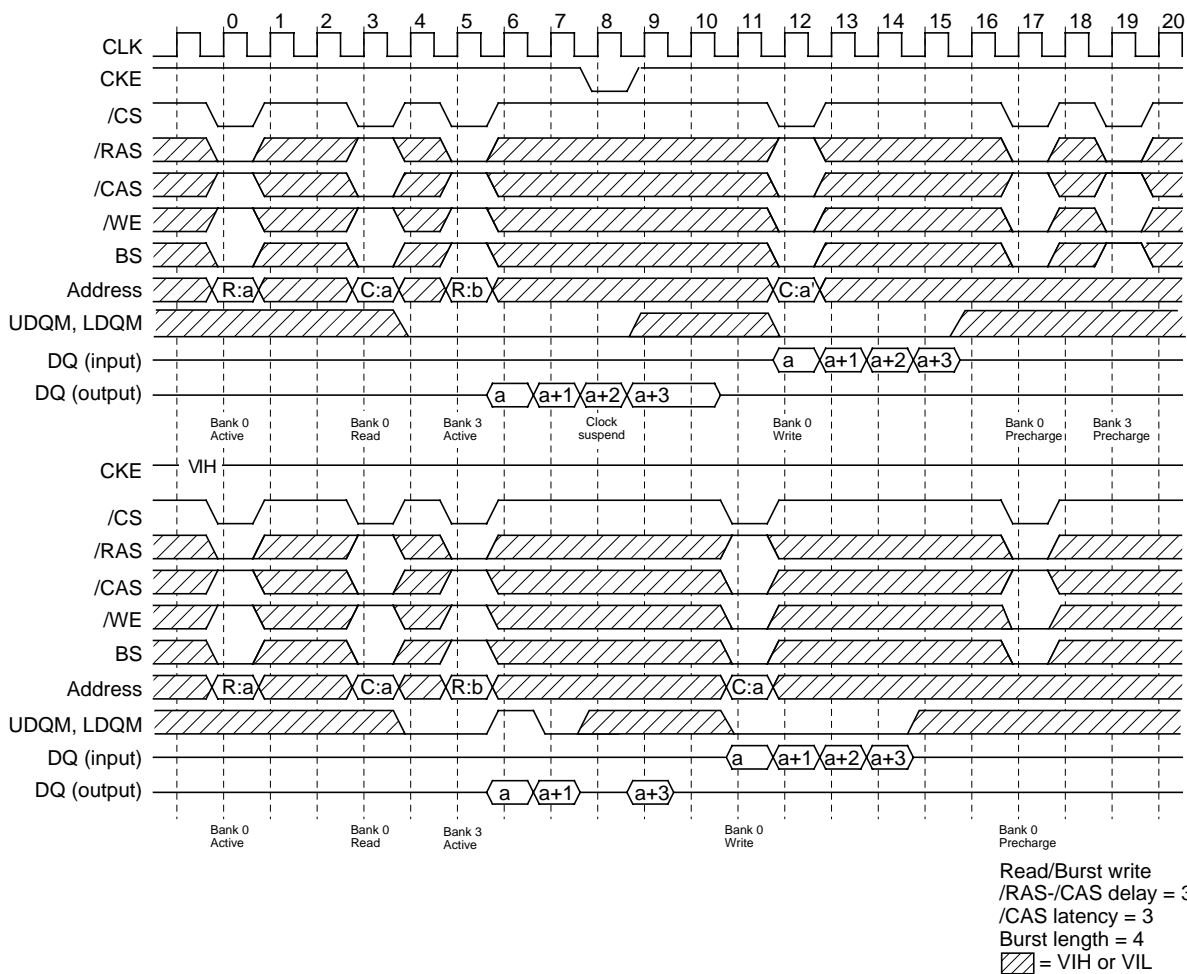 0 1 2 3 4 5 6 7 8 9 10 11 12 13 14 15 16 17 18 19 20
CLK
CKE
/CS
/RAS
/CAS
/WE
BS
Address R:a C:a R:b C:a'
UDQM, LDQM
DQ (input) a a+1 a+2 a+3
DQ (output) a a+1 a+2 a+3
Bank 0 Bank 0 Bank 3 Clock Bank 0 Bank 0 Bank 3
Active Read Active suspend Write Precharge Precharge
CKE VIH
/CS
/RAS
/CAS
/WE
BS
Address R:a C:a R:b C:a
UDQM, LDQM
DQ (input) a a+1 a+2 a+3
DQ (output) a a+1 a+3
Bank 0 Bank 0 Bank 3 Bank 0 Bank 0
Active Read Active Write Precharge
Read/Burst write
/RAS-/CAS delay = 3
/CAS latency = 3
Burst length = 4
= VIH or VIL